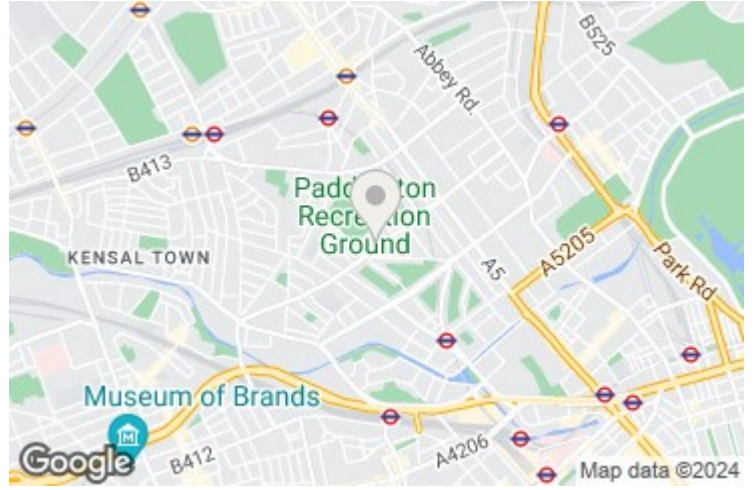 B525
Abbey Rd.
B413
Paddington
Recreation
Ground
KENSAL TOWN
A5
A5205
Park Rd
Museum of Brands
M
B412
A4206
Google
Map data ©2024